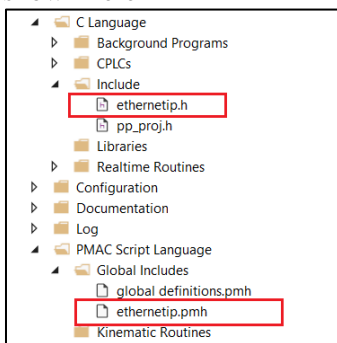 C Language
Background Programs
CPLCs
Include
ethernetip.h
pp_proj.h
Libraries
Realtime Routines
Configuration
Documentation
Log
PMAC Script Language
Global Includes
global definitions.pmh
ethernetip.pmh
Kinematic Routines